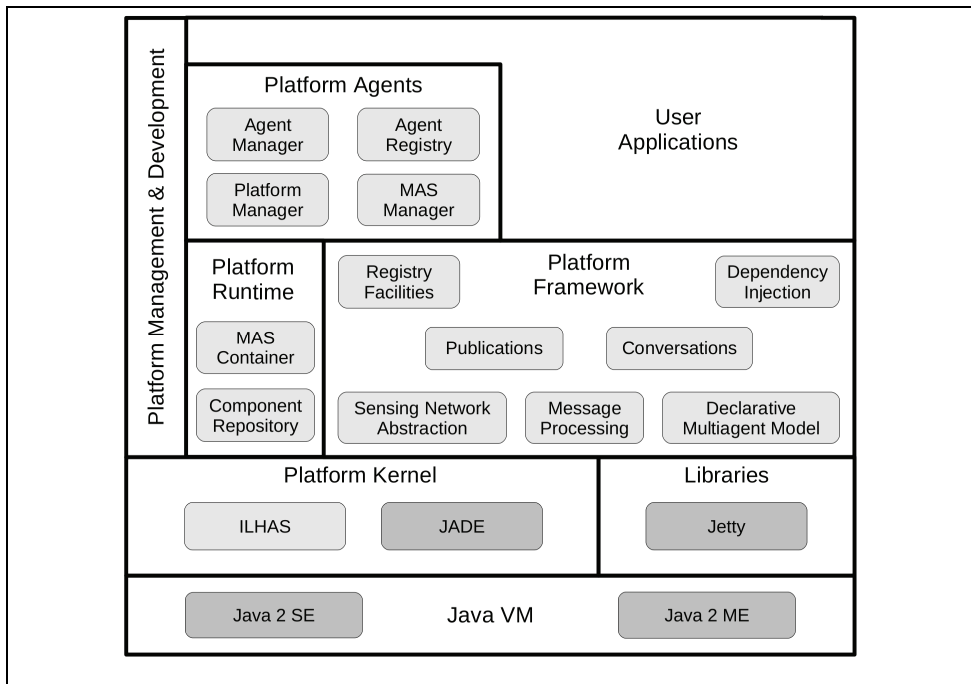 Platform Management & Development
Platform Agents
Agent
Manager
Agent
Registry
Platform
Manager
MAS
Manager
User
Applications
Platform
Runtime
MAS
Container
Component
Repository
Platform
Framework
Registry
Facilities
Dependency
Injection
Publications
Conversations
Sensing Network
Abstraction
Message
Processing
Declarative
Multiagent Model
Platform Kernel
ILHAS
JADE
Libraries
Jetty
Java 2 SE
Java VM
Java 2 ME